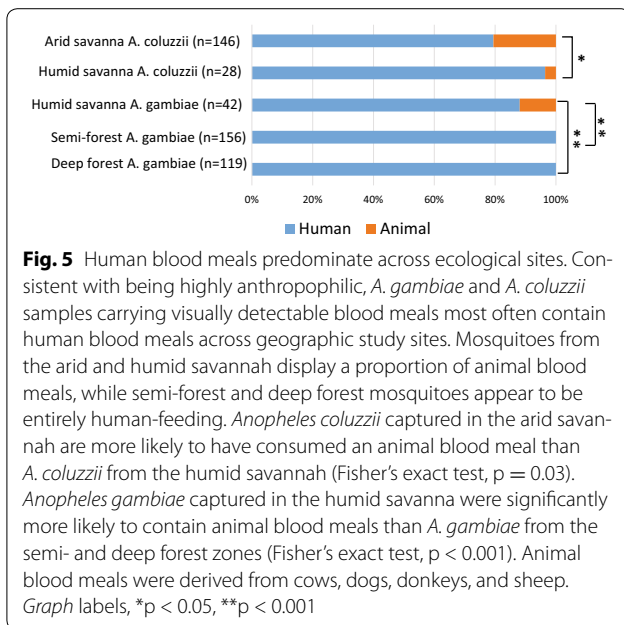 Arid savanna A. coluzzii (n=146)
Humid savanna A. coluzzii (n=28)
Humid savanna A. gambiae (n=42)
Semi-forest A. gambiae (n=156)
Deep forest A. gambiae (n=119)
*
**
**
0% 20% 40% 60% 80% 100%
Human Animal
Fig. 5 Human blood meals predominate across ecological sites. Con-
sistent with being highly anthropophilic, A. gambiae and A. coluzzii
samples carrying visually detectable blood meals most often contain
human blood meals across geographic study sites. Mosquitoes from
the arid and humid savannah display a proportion of animal blood
meals, while semi-forest and deep forest mosquitoes appear to be
entirely human-feeding. Anopheles coluzzii captured in the arid savan-
nah are more likely to have consumed an animal blood meal than
A. coluzzii from the humid savannah (Fisher's exact test, p = 0.03).
Anopheles gambiae captured in the humid savanna were significantly
more likely to contain animal blood meals than A. gambiae from the
semi- and deep forest zones (Fisher's exact test, p < 0.001). Animal
blood meals were derived from cows, dogs, donkeys, and sheep.
Graph labels, *p < 0.05, **p < 0.001